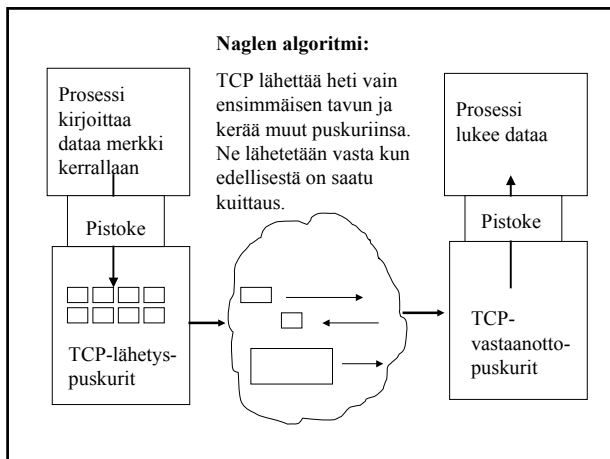 Naglen algoritmi:
TCP lähettää heti vain
ensimmäisen tavun ja
kerää muut puskuriinsa.
Ne lähetetään vasta kun
edellisestä on saatu
kuittaus.
Prosessi
kirjoittaa
dataa merkki
kerrallaan
Pistoke
TCP-lähetys-
puskurit
Prosessi
lukee dataa
Pistoke
TCP-
vastaanotto-
puskurit